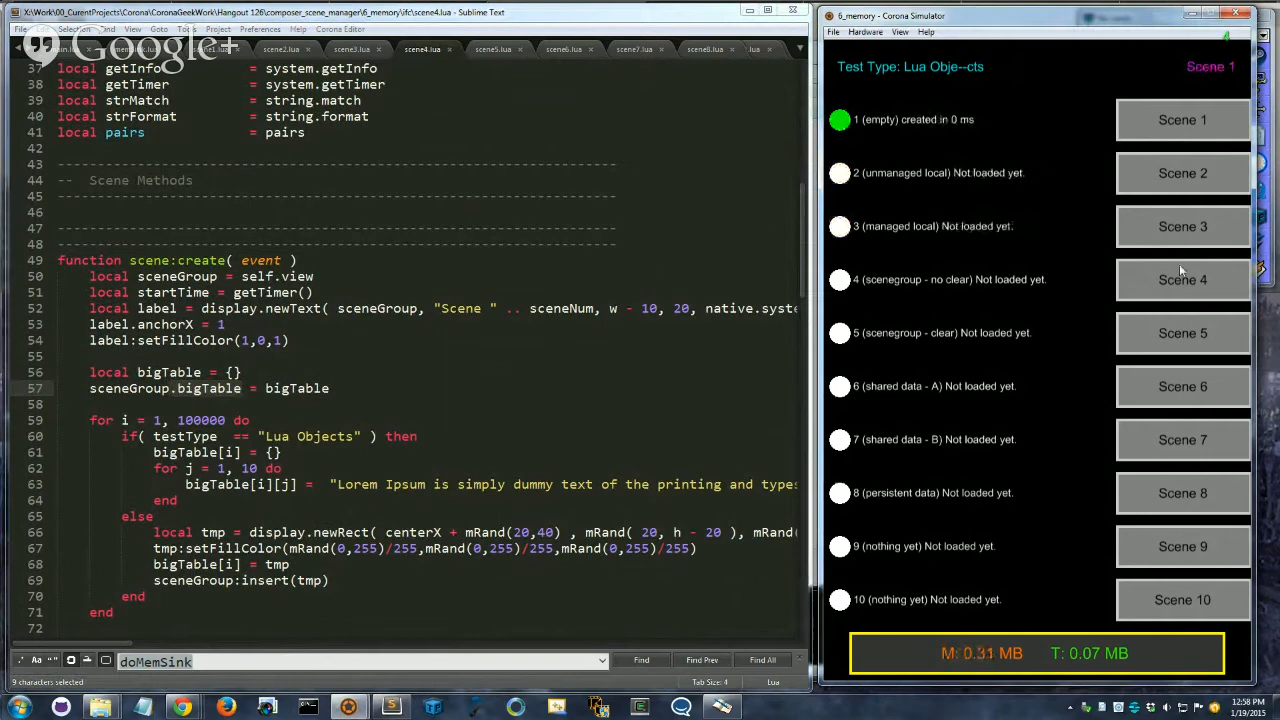 X:\Work\00_CurentProjects\Corona\CoronaGeekWork\Hangout 126\composer_scene_manager\6_memory\ifc\scene4.lua - Sublime Text
Goto Tools Project Preferences Help
Google+
scene2.lua scene3.lua scene4.lua scene5.lua scene6.lua scene7.lua scene8.lua lua
37 local getInfo = system.getInfo
38 local getTimer = system.getTimer
39 local strMatch = string.match
40 local strFormat = string.format
41 local pairs = pairs
42
43 ----------------------------------------------------------------------
44 -- Scene Methods
45 ----------------------------------------------------------------------
46
47 ----------------------------------------------------------------------
48 ----------------------------------------------------------------------
49 function scene:create( event )
50 local sceneGroup = self.view
51 local startTime = getTimer()
52 local label = display.newText( sceneGroup, "Scene " .. sceneNum, w - 10, 20, native.syste
53 label.anchorX = 1
54 label:setFillColor(1,0,1)
55
56 local bigTable = {}
57 sceneGroup.bigTable = bigTable
58
59 for i = 1, 100000 do
60 if( testType == "Lua Objects" ) then
61 bigTable[i] = {}
62 for j = 1, 10 do
63 bigTable[i][j] = "Lorem Ipsum is simply dummy text of the printing and types
64 end
65 else
66 local tmp = display.newRect( centerX + mRand(20,40) , mRand( 20, h - 20 ), mRand(
67 tmp:setFillColor(mRand(0,255)/255,mRand(0,255)/255,mRand(0,255)/255)
68 bigTable[i] = tmp
69 sceneGroup:insert(tmp)
70 end
71 end
72
doMemSink
Find Find Prev Find All
9 characters selected Tab Size: 4 Lua
6_memory - Corona Simulator
File Hardware View Help
4
Test Type: Lua Obje--cts Scene 1
1 (empty) created in 0 ms Scene 1
2 (unmanaged local) Not loaded yet. Scene 2
3 (managed local) Not loaded yet. Scene 3
4 (scenegroup - no clear) Not loaded yet. Scene 4
5 (scenegroup - clear) Not loaded yet. Scene 5
6 (shared data - A) Not loaded yet. Scene 6
7 (shared data - B) Not loaded yet. Scene 7
8 (persistent data) Not loaded yet. Scene 8
9 (nothing yet) Not loaded yet. Scene 9
10 (nothing yet) Not loaded yet. Scene 10
M: 0.31 MB T: 0.07 MB
12:58 PM
1/19/2015